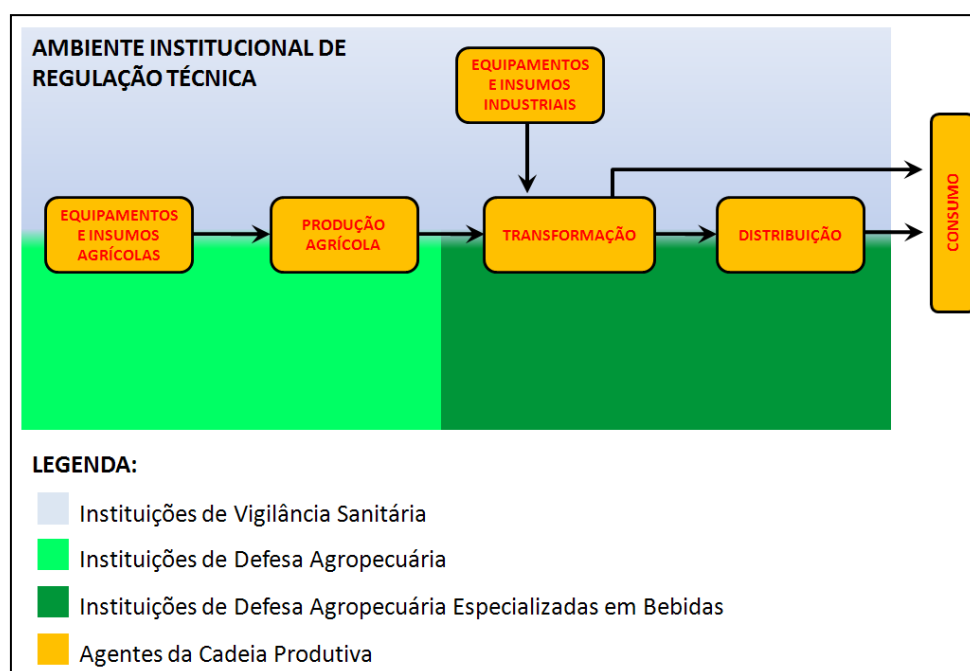 AMBIENTE INSTITUCIONAL DE
REGULAÇÃO TÉCNICA
EQUIPAMENTOS
E INSUMOS
INDUSTRIAIS
EQUIPAMENTOS
E INSUMOS
AGRÍCOLAS
PRODUÇÃO
AGRÍCOLA
TRANSFORMAÇÃO
DISTRIBUIÇÃO
CONSUMO
LEGENDA:
Instituições de Vigilância Sanitária
Instituições de Defesa Agropecuária
Instituições de Defesa Agropecuária Especializadas em Bebidas
Agentes da Cadeia Produtiva